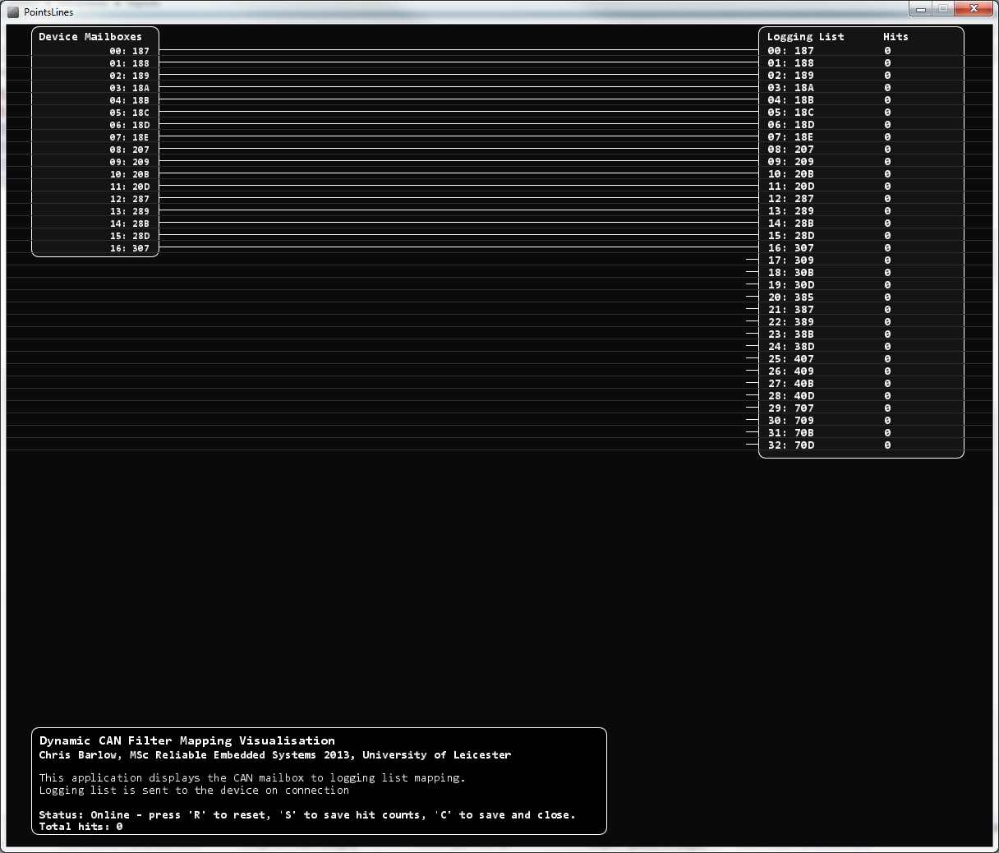 PointsLines
Device Mailboxes
00: 187
01: 188
02: 189
03: 18A
04: 18B
05: 18C
06: 18D
07: 18E
08: 207
09: 209
10: 20B
11: 20D
12: 287
13: 289
14: 28B
15: 28D
16: 307
Logging List Hits
00: 187 0
01: 188 0
02: 189 0
03: 18A 0
04: 18B 0
05: 18C 0
06: 18D 0
07: 18E 0
08: 207 0
09: 209 0
10: 20B 0
11: 20D 0
12: 287 0
13: 289 0
14: 28B 0
15: 28D 0
16: 307 0
17: 309 0
18: 30B 0
19: 30D 0
20: 385 0
21: 387 0
22: 389 0
23: 38B 0
24: 38D 0
25: 407 0
26: 409 0
27: 40B 0
28: 40D 0
29: 707 0
30: 709 0
31: 70B 0
32: 70D 0
Dynamic CAN Filter Mapping Visualisation
Chris Barlow, MSc Reliable Embedded Systems 2013, University of Leicester
This application displays the CAN mailbox to logging list mapping.
Logging list is sent to the device on connection
Status: Online - press 'R' to reset, 'S' to save hit counts, 'C' to save and close.
Total hits: 0